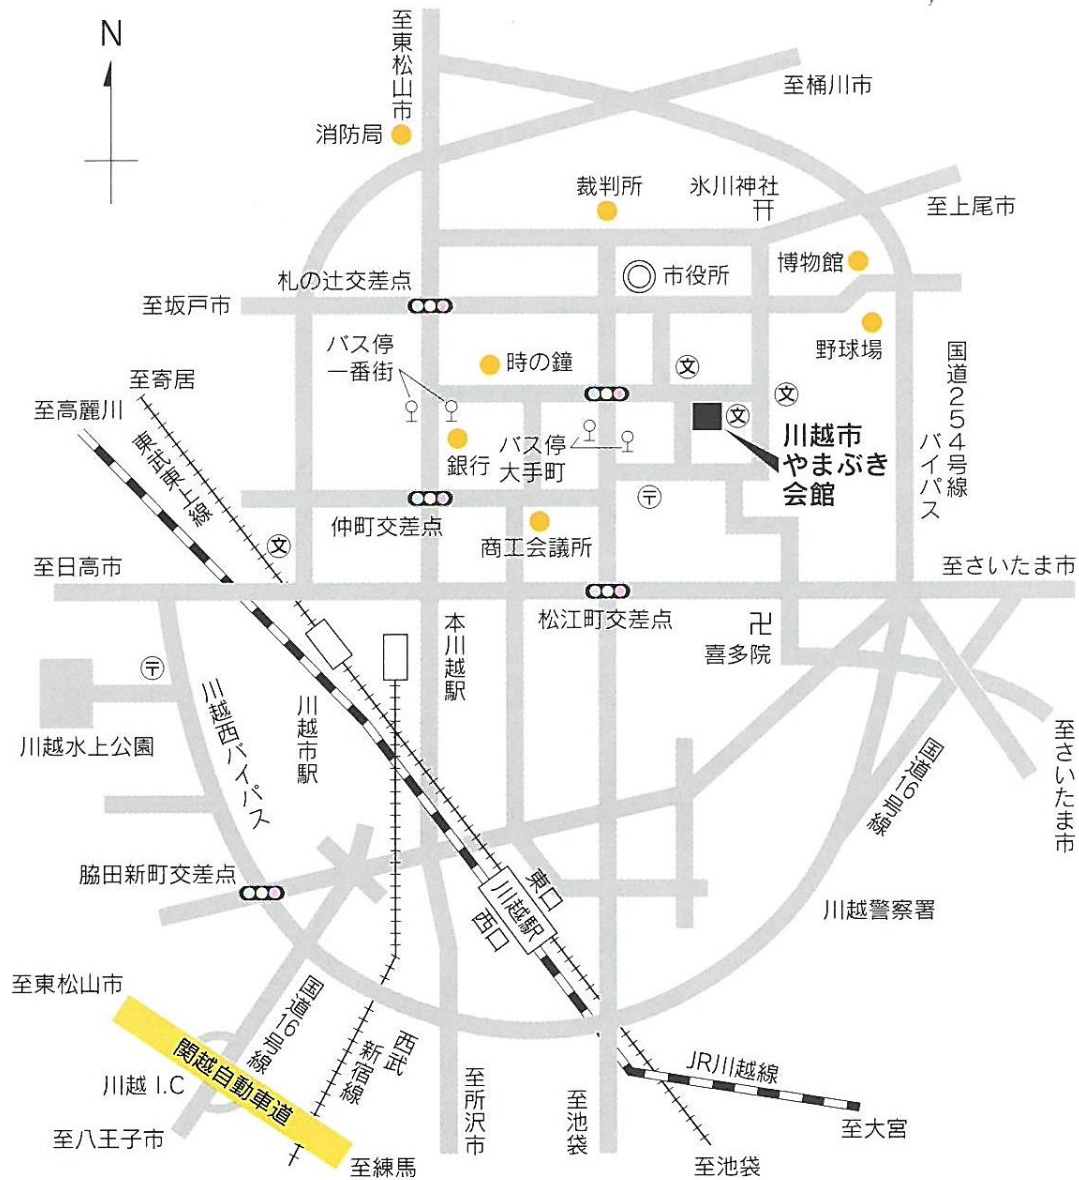 N
至東松山市
至桶川市
消防局
裁判所
氷川神社
至上尾市
博物館
市役所
札の辻交差点
至坂戸市
野球場
バス停
一番街
時の鐘
文
国道254号線
バイパス
至寄居
至高麗川
文
文
東武東上線
銀行
バス停
大手町
川越市
やまぶき
会館
〒
仲町交差点
商工会議所
文
至日高市
至さいたま市
松江町交差点
本川越駅
卍
喜多院
〒
川越水上公園
川越西バイパス
川越市駅
至さいたま市
国道16号線
脇田新町交差点
東口
川越駅
西口
川越警察署
至東松山市
国道16号線
西武
新宿線
関越自動車道
川越 I.C
JR川越線
至八王子市
至所沢市
至池袋
至大宮
至練馬
至池袋